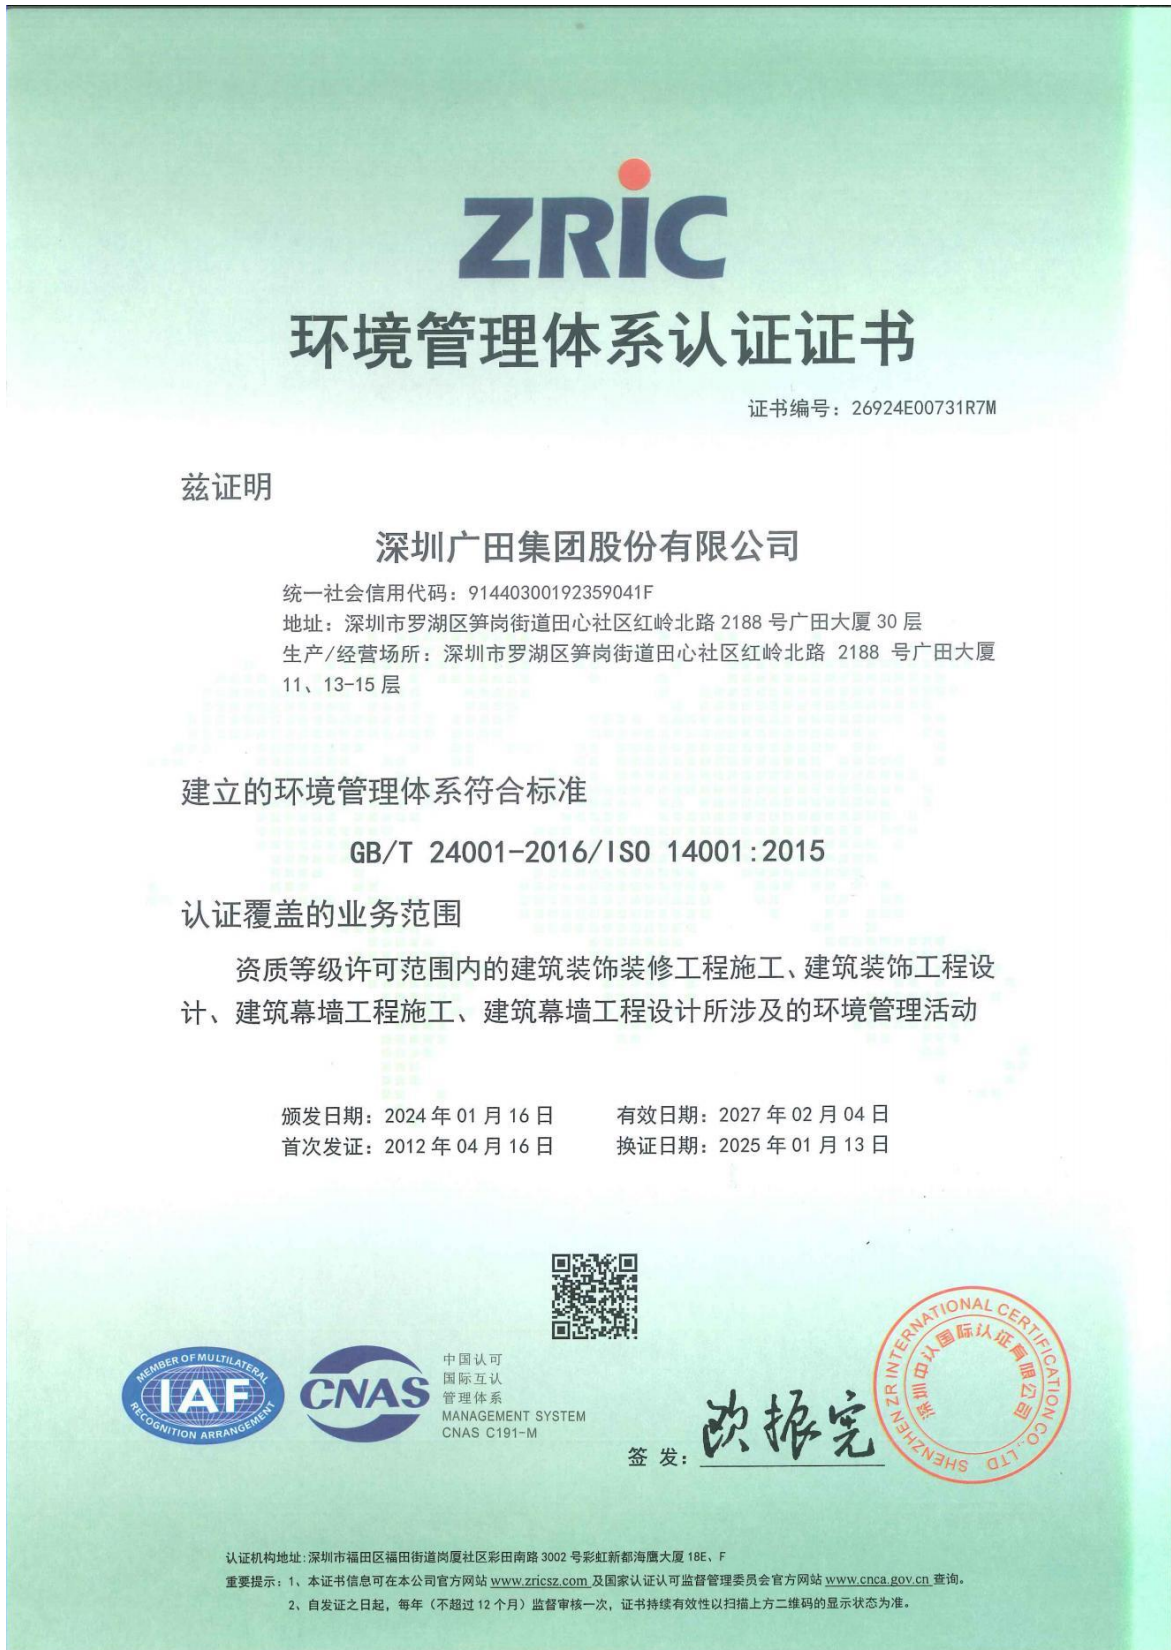 ZRIC
环境管理体系认证证书
证书编号：26924E00731R7M
兹证明
深圳广田集团股份有限公司
统一社会信用代码：91440300192359041F
地址：深圳市罗湖区笋岗街道田心社区红岭北路 2188 号广田大厦 30 层
生产/经营场所：深圳市罗湖区笋岗街道田心社区红岭北路 2188 号广田大厦
11、13-15 层
建立的环境管理体系符合标准
GB/T 24001-2016/ISO 14001:2015
认证覆盖的业务范围
资质等级许可范围内的建筑装饰装修工程施工、建筑装饰工程设
计、建筑幕墙工程施工、建筑幕墙工程设计所涉及的环境管理活动
颁发日期：2024 年 01 月 16 日 有效日期：2027 年 02 月 04 日
首次发证：2012 年 04 月 16 日 换证日期：2025 年 01 月 13 日
MEMBER OF MULTILATERAL
IAF
RECOGNITION ARRANGEMENT
CNAS
中国认可
国际互认
管理体系
MANAGEMENT SYSTEM
CNAS C191-M
签 发：欧振宪
SHENZHEN ZR INTERNATIONAL CERTIFICATION CO., LTD
深圳中认国际认证有限公司
认证机构地址:深圳市福田区福田街道岗厦社区彩田南路 3002 号彩虹新都海鹰大厦 18E、F
重要提示：1、本证书信息可在本公司官方网站 www.zricsz.com 及国家认证认可监督管理委员会官方网站 www.cnca.gov.cn 查询。
2、自发证之日起，每年（不超过 12 个月）监督审核一次，证书持续有效性以扫描上方二维码的显示状态为准。